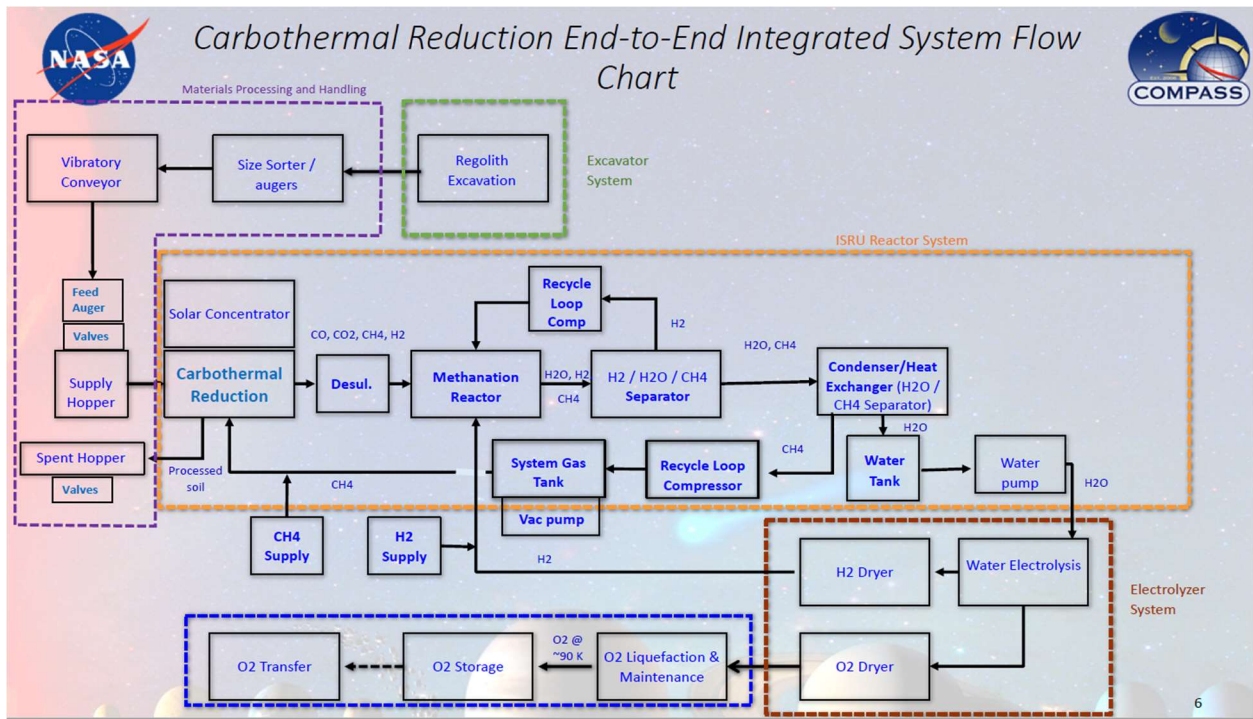 Carbothermal Reduction End-to-End Integrated System Flow
Chart
NASA
COMPASS
Materials Processing and Handling
Vibratory
Conveyor
Size Sorter /
augers
Regolith
Excavation
Excavator
System
ISRU Reactor System
Feed
Auger
Valves
Supply
Hopper
Spent Hopper
Valves
Solar Concentrator
Carbothermal
Reduction
Processed
soil
CO, CO2, CH4, H2
Desul.
Methanation
Reactor
Recycle
Loop
Comp
H2
H2O, H2
CH4
H2 / H2O / CH4
Separator
H2O, CH4
Condenser/Heat
Exchanger (H2O /
CH4 Separator)
H2O
CH4
Water
Tank
Water
pump
H2O
Recycle Loop
Compressor
System Gas
Tank
Vac pump
CH4
CH4
Supply
H2
Supply
H2
H2 Dryer
Water Electrolysis
Electrolyzer
System
O2 Dryer
O2 Liquefaction &
Maintenance
O2 @
~90 K
O2 Storage
O2 Transfer
6